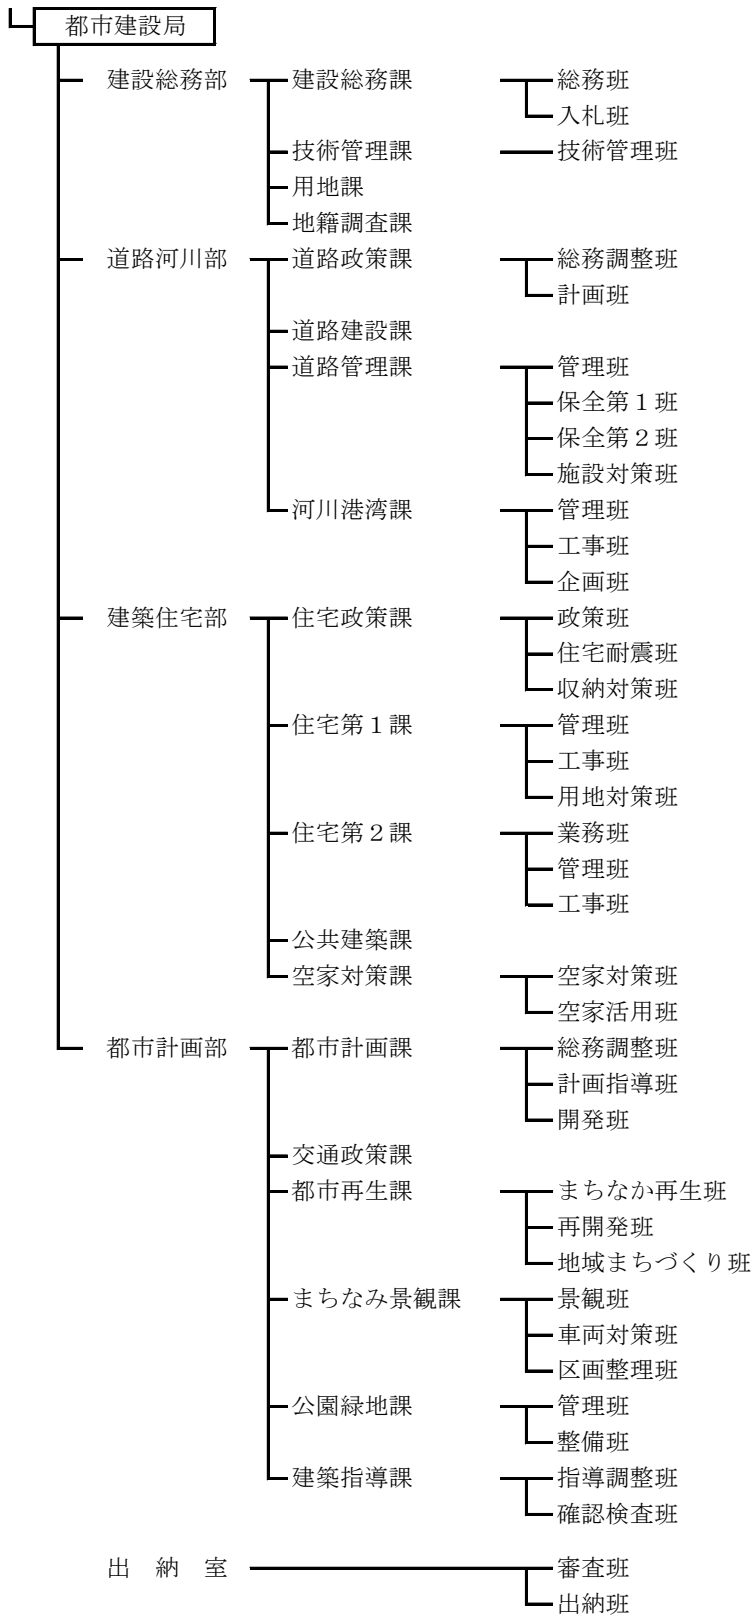 都市建設局
建設総務部 建設総務課 総務班
入札班
技術管理課 技術管理班
用地課
地籍調査課
道路河川部 道路政策課 総務調整班
計画班
道路建設課
道路管理課 管理班
保全第１班
保全第２班
施設対策班
河川港湾課 管理班
工事班
企画班
建築住宅部 住宅政策課 政策班
住宅耐震班
収納対策班
住宅第１課 管理班
工事班
用地対策班
住宅第２課 業務班
管理班
工事班
公共建築課
空家対策課 空家対策班
空家活用班
都市計画部 都市計画課 総務調整班
計画指導班
開発班
交通政策課
都市再生課 まちなか再生班
再開発班
地域まちづくり班
まちなみ景観課 景観班
車両対策班
区画整理班
公園緑地課 管理班
整備班
建築指導課 指導調整班
確認検査班
出　納　室 審査班
出納班